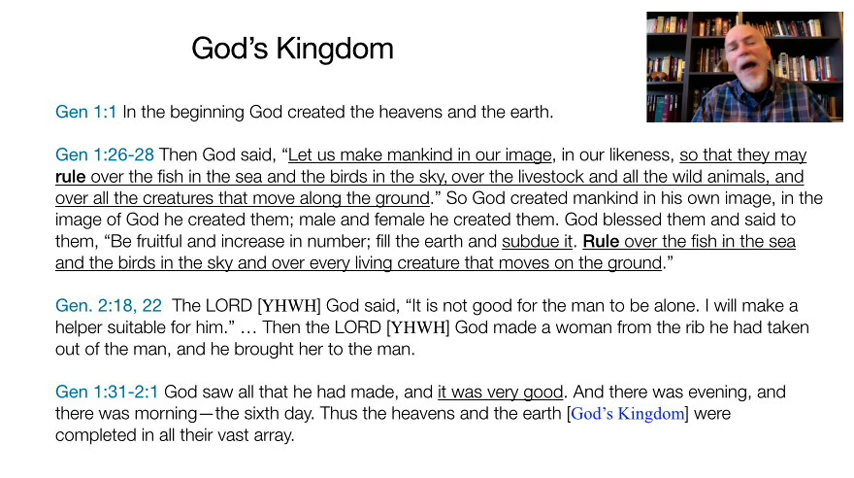 God's Kingdom
Gen 1:1 In the beginning God created the heavens and the earth.
Gen 1:26-28 Then God said, “Let us make mankind in our image, in our likeness, so that they may
rule over the fish in the sea and the birds in the sky, over the livestock and all the wild animals, and
over all the creatures that move along the ground.” So God created mankind in his own image, in the
image of God he created them; male and female he created them. God blessed them and said to
them, “Be fruitful and increase in number; fill the earth and subdue it. Rule over the fish in the sea
and the birds in the sky and over every living creature that moves on the ground.”
Gen. 2:18, 22 The LORD [YHWH] God said, “It is not good for the man to be alone. I will make a
helper suitable for him.” … Then the LORD [YHWH] God made a woman from the rib he had taken
out of the man, and he brought her to the man.
Gen 1:31-2:1 God saw all that he had made, and it was very good. And there was evening, and
there was morning—the sixth day. Thus the heavens and the earth [God's Kingdom] were
completed in all their vast array.